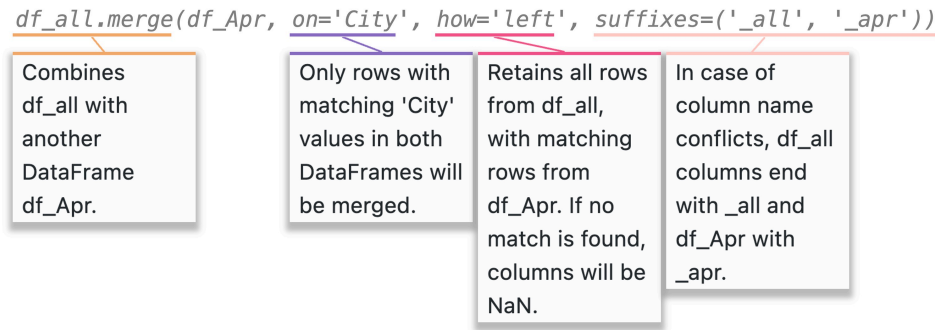 df_all.merge(df_Apr, on='City', how='left', suffixes=('_all', '_apr'))
Combines
df_all with
another
DataFrame
df_Apr.
Only rows with
matching 'City'
values in both
DataFrames will
be merged.
Retains all rows
from df_all,
with matching
rows from
df_Apr. If no
match is found,
columns will be
NaN.
In case of
column name
conflicts, df_all
columns end
with _all and
df_Apr with
_apr.